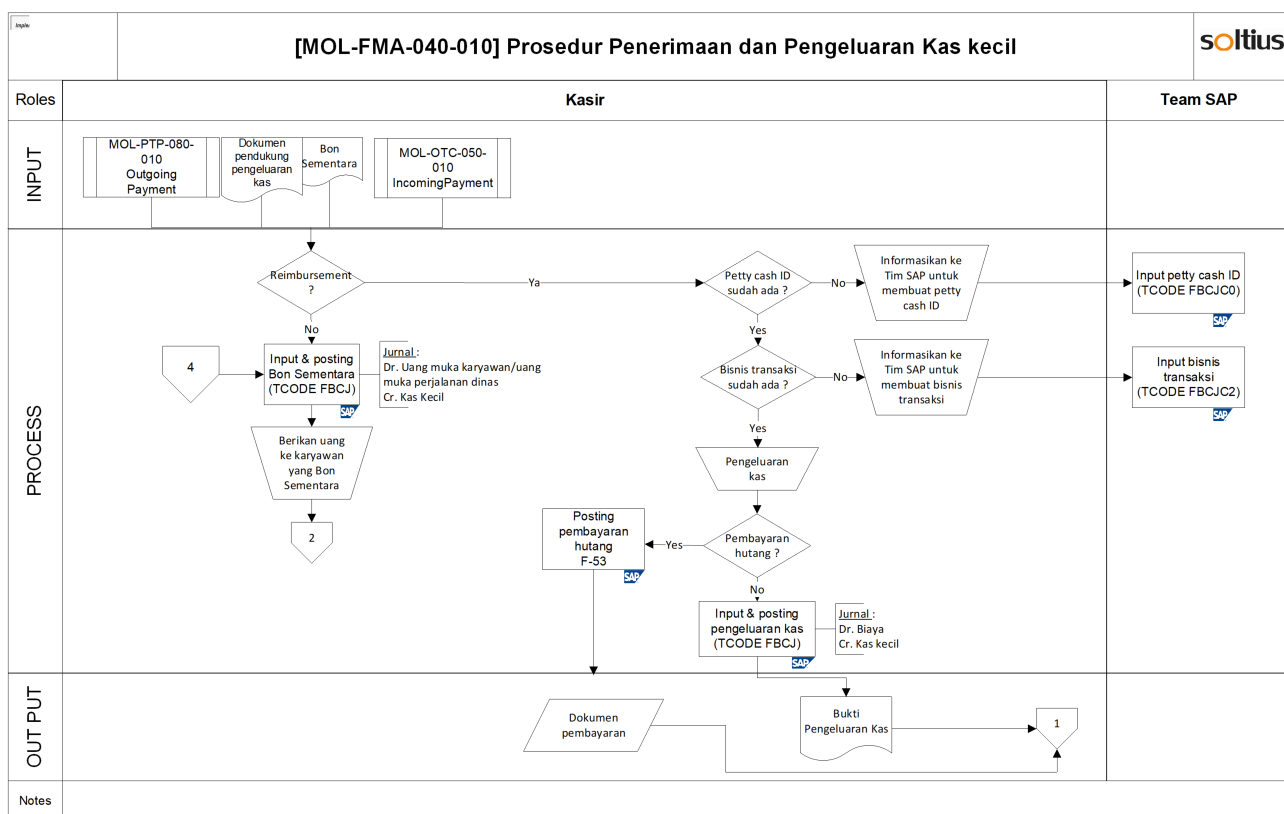 Imple
[MOL-FMA-040-010] Prosedur Penerimaan dan Pengeluaran Kas kecil
soltius
Roles
Kasir
Team SAP
INPUT
MOL-PTP-080-
010
Outgoing
Payment
Dokumen
pendukung
pengeluaran
kas
Bon
Sementara
MOL-OTC-050-
010
IncomingPayment
PROCESS
Reimbursement
?
Ya
Petty cash ID
sudah ada ?
No
Informasikan ke
Tim SAP untuk
membuat petty
cash ID
Input petty cash ID
(TCODE FBCJC0)
SAP
No
Yes
4
Input & posting
Bon Sementara
(TCODE FBCJ)
SAP
Jurnal :
Dr. Uang muka karyawan/uang
muka perjalanan dinas
Cr. Kas Kecil
Bisnis transaksi
sudah ada ?
No
Informasikan ke
Tim SAP untuk
membuat bisnis
transaksi
Input bisnis
transaksi
(TCODE FBCJC2)
SAP
Berikan uang
ke karyawan
yang Bon
Sementara
Yes
Pengeluaran
kas
2
Posting
pembayaran
hutang
F-53
SAP
Yes
Pembayaran
hutang ?
No
Input & posting
pengeluaran kas
(TCODE FBCJ)
SAP
Jurnal :
Dr. Biaya
Cr. Kas kecil
OUT PUT
Dokumen
pembayaran
Bukti
Pengeluaran Kas
1
Notes